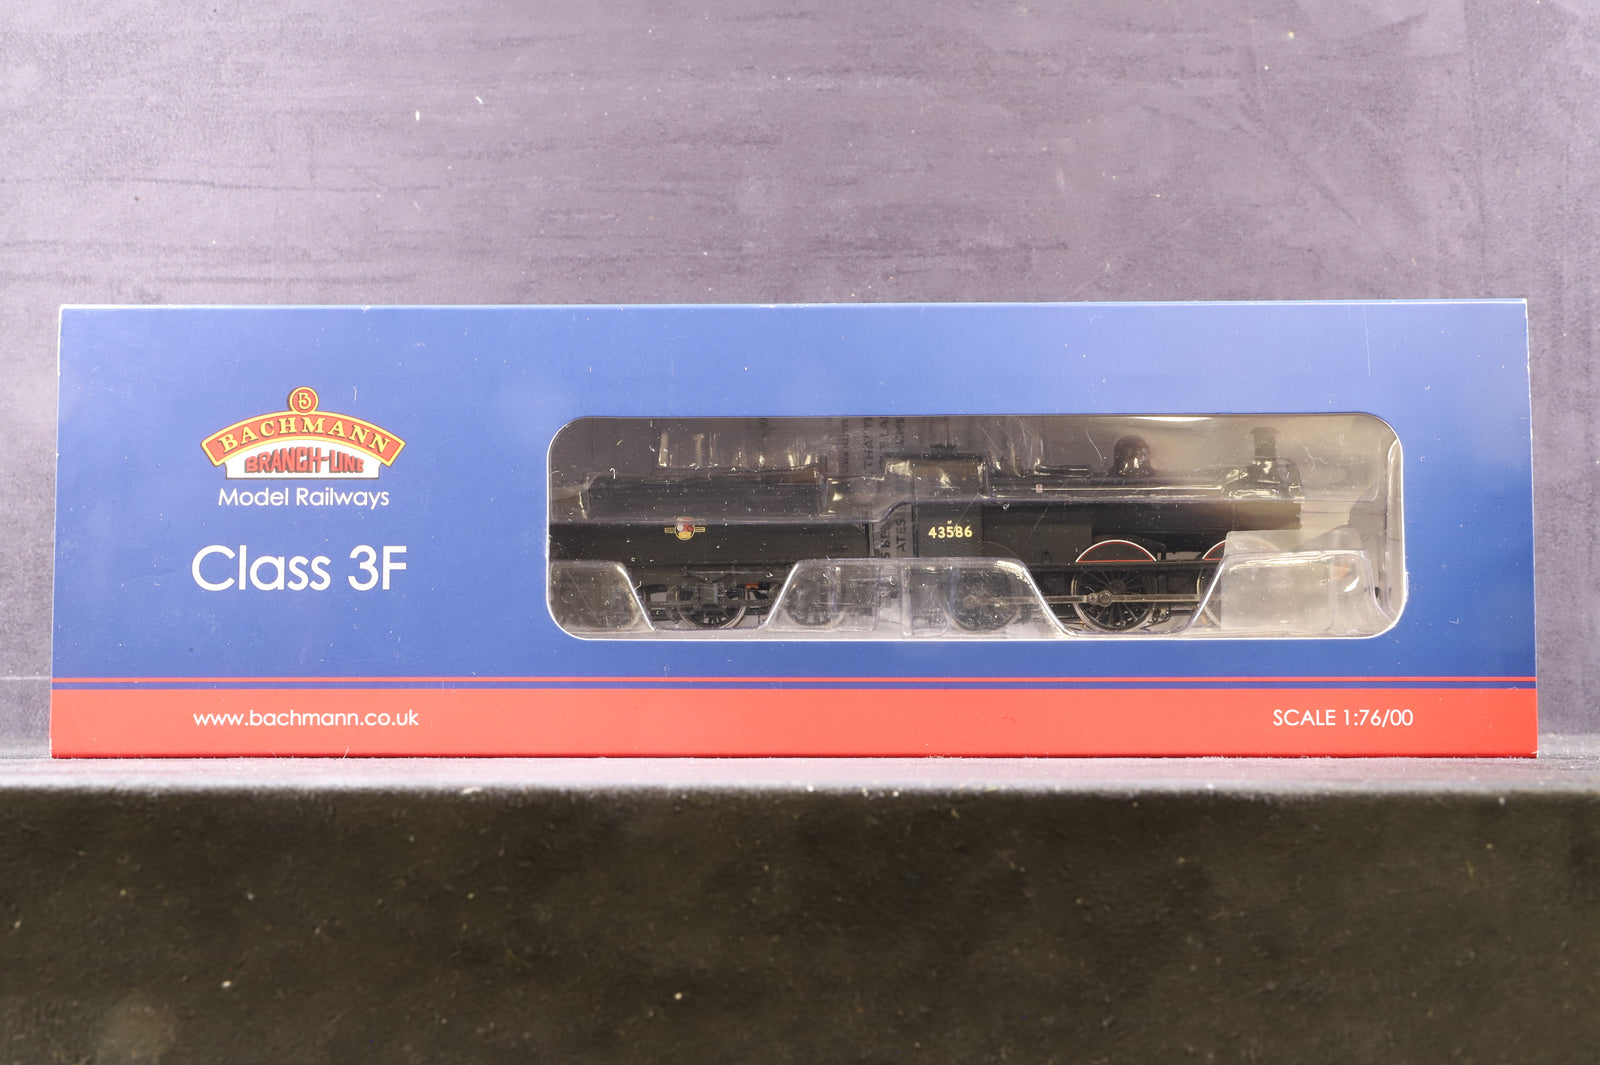 B
BACHMANN
BRANCH-LINE
Model Railways
Class 3F
43586
www.bachmann.co.uk
SCALE 1:76/00